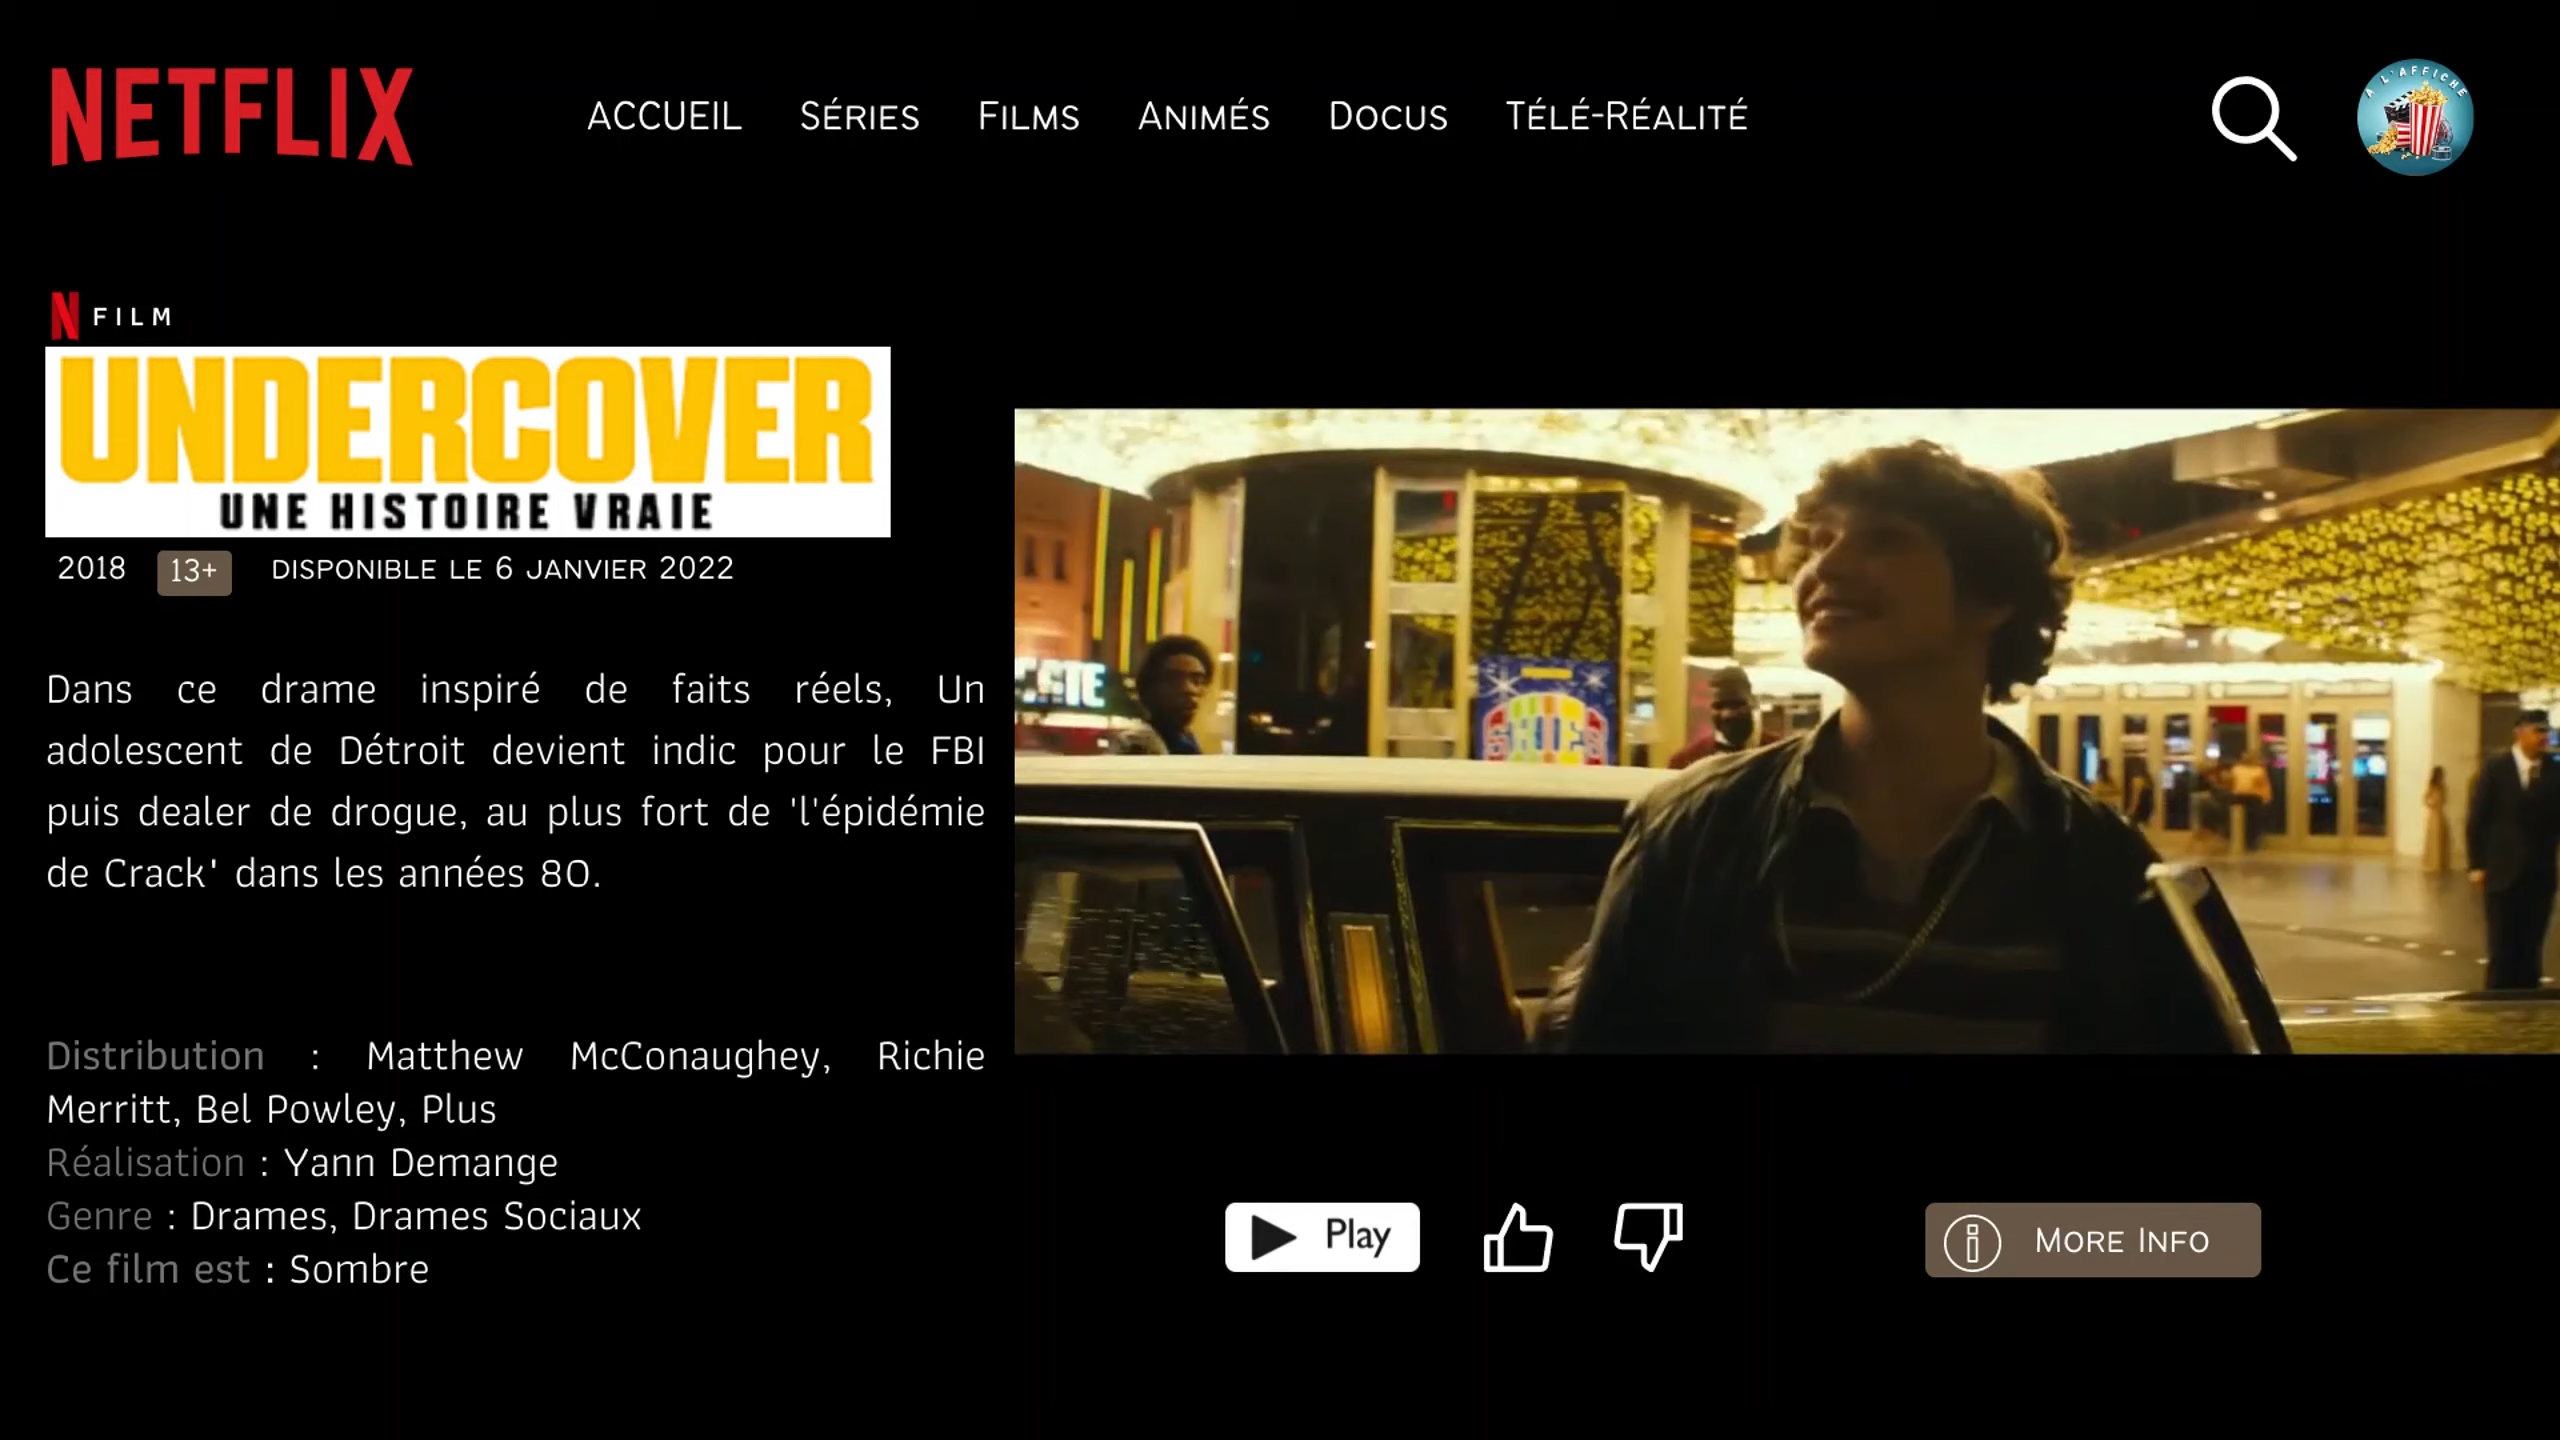 NETFLIX
ACCUEIL SÉRIES FILMS ANIMÉS DOCUS TÉLÉ-RÉALITÉ
A L'AFFICHE
N FILM
UNDERCOVER
UNE HISTOIRE VRAIE
2018 13+ DISPONIBLE LE 6 JANVIER 2022
Dans ce drame inspiré de faits réels, Un
adolescent de Détroit devient indic pour le FBI
puis dealer de drogue, au plus fort de 'l'épidémie
de Crack' dans les années 80.
Distribution : Matthew McConaughey, Richie
Merritt, Bel Powley, Plus
Réalisation : Yann Demange
Genre : Drames, Drames Sociaux
Ce film est : Sombre
Play
MORE INFO